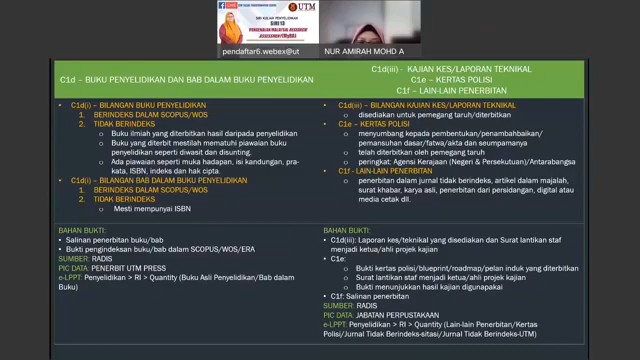 LIVE
UTM
SIRI KULIAH PENYELIDIKAN
SIRI 13
PENGENALAN MALAYSIA RESEARCH
ASSESSMENT (MyRA)
pendaftar6.webex@ut
NUR AMIRAH MOHD A
C1d – BUKU PENYELIDIKAN DAN BAB DALAM BUKU PENYELIDIKAN
C1d(iii) - KAJIAN KES/LAPORAN TEKNIKAL
C1e – KERTAS POLISI
C1f – LAIN-LAIN PENERBITAN
• C1d(i) – BILANGAN BUKU PENYELIDIKAN
1. BERINDEKS DALAM SCOPUS/WOS
2. TIDAK BERINDEKS
o Buku ilmiah yang diterbitkan hasil daripada penyelidikan
o Buku yang diterbit mestilah mematuhi piawaian buku
penyelidikan seperti diwasit dan disunting.
o Ada piawaian seperti muka hadapan, isi kandungan, pra-
kata, ISBN, indeks dan hak cipta.
• C1d(i) – BILANGAN BAB DALAM BUKU PENYELIDIKAN
1. BERINDEKS DALAM SCOPUS/WOS
2. TIDAK BERINDEKS
o Mesti mempunyai ISBN
• C1d(iii) – BILANGAN KAJIAN KES/LAPORAN TEKNIKAL
o disediakan untuk pemegang taruh/diterbitkan
• C1e – KERTAS POLISI
o menyumbang kepada pembentukan/penambahbaikan/
pemansuhan dasar/fatwa/akta dan seumpamanya
o telah diterbitkan oleh pemegang taruh
o peringkat: Agensi Kerajaan (Negeri & Persekutuan)/Antarabangsa
• C1f - LAIN-LAIN PENERBITAN
o penerbitan dalam jurnal tidak berindeks, artikel dalam majalah,
surat khabar, karya asli, penerbitan dari persidangan, digital atau
media cetak dll.
BAHAN BUKTI:
• Salinan penerbitan buku/bab
• Bukti pengindeksan buku/bab dalam SCOPUS/WOS/ERA
SUMBER: RADIS
PIC DATA: PENERBIT UTM PRESS
e-LPPT: Penyelidikan > RI > Quantity (Buku Asli Penyelidikan/Bab dalam
Buku)
BAHAN BUKTI:
• C1d(iii): Laporan kes/teknikal yang disediakan dan Surat lantikan staf
menjadi ketua/ahli projek kajian
• C1e:
o Bukti kertas polisi/blueprint/roadmap/pelan induk yang diterbitkan
o Surat lantikan staf menjadi ketua/ahli projek kajian
o Bukti menunjukkan hasil kajian digunapakai
• C1f: Salinan penerbitan
SUMBER: RADIS
PIC DATA: JABATAN PERPUSTAKAAN
e-LPPT: Penyelidikan > RI > Quantity (Lain-lain Penerbitan/Kertas
Polisi/Jurnal Tidak Berindeks-sitasi/Jurnal Tidak Berindeks-UTM)